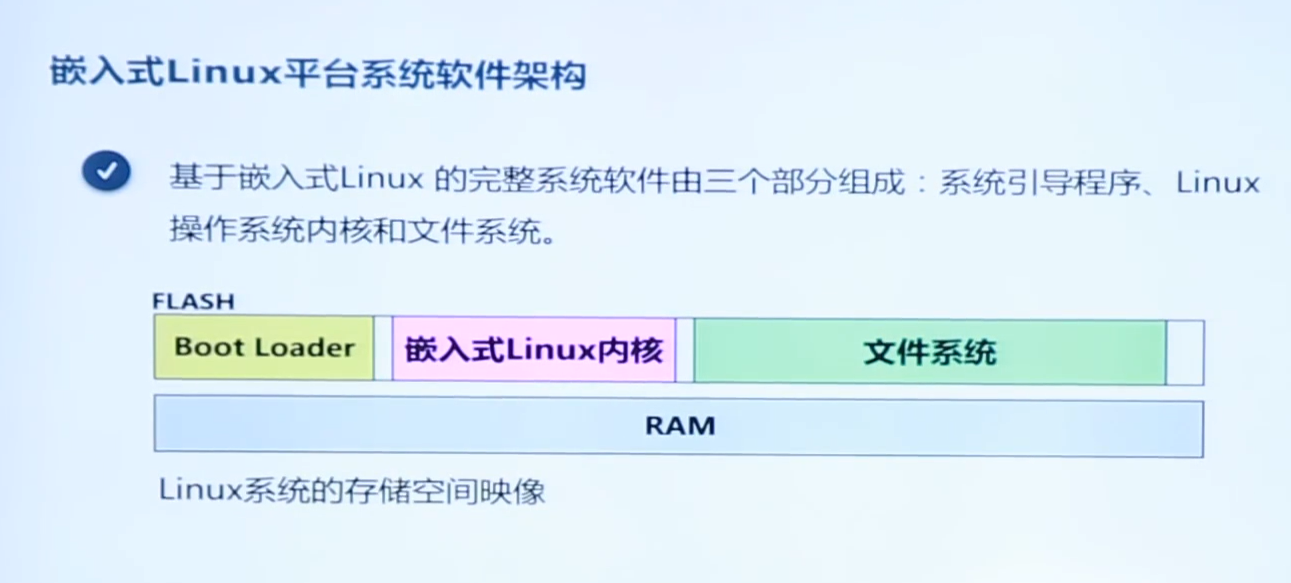 嵌入式Linux平台系统软件架构
基于嵌入式Linux 的完整系统软件由三个部分组成：系统引导程序、Linux
操作系统内核和文件系统。
FLASH
Boot Loader 嵌入式Linux内核 文件系统
RAM
Linux系统的存储空间映像